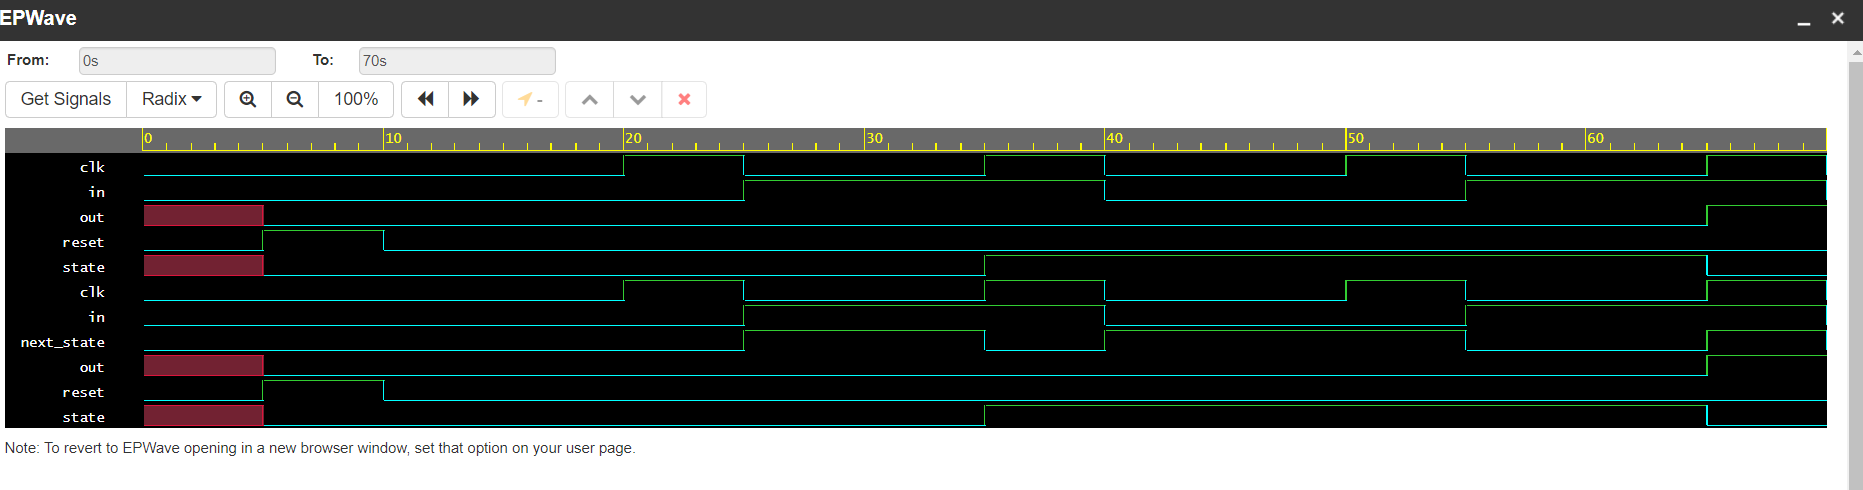 EPWave
From: 0s To: 70s
Get Signals Radix 100% -
0 10 20 30 40 50 60
clk
in
out
reset
state
clk
in
next_state
out
reset
state
Note: To revert to EPWave opening in a new browser window, set that option on your user page.